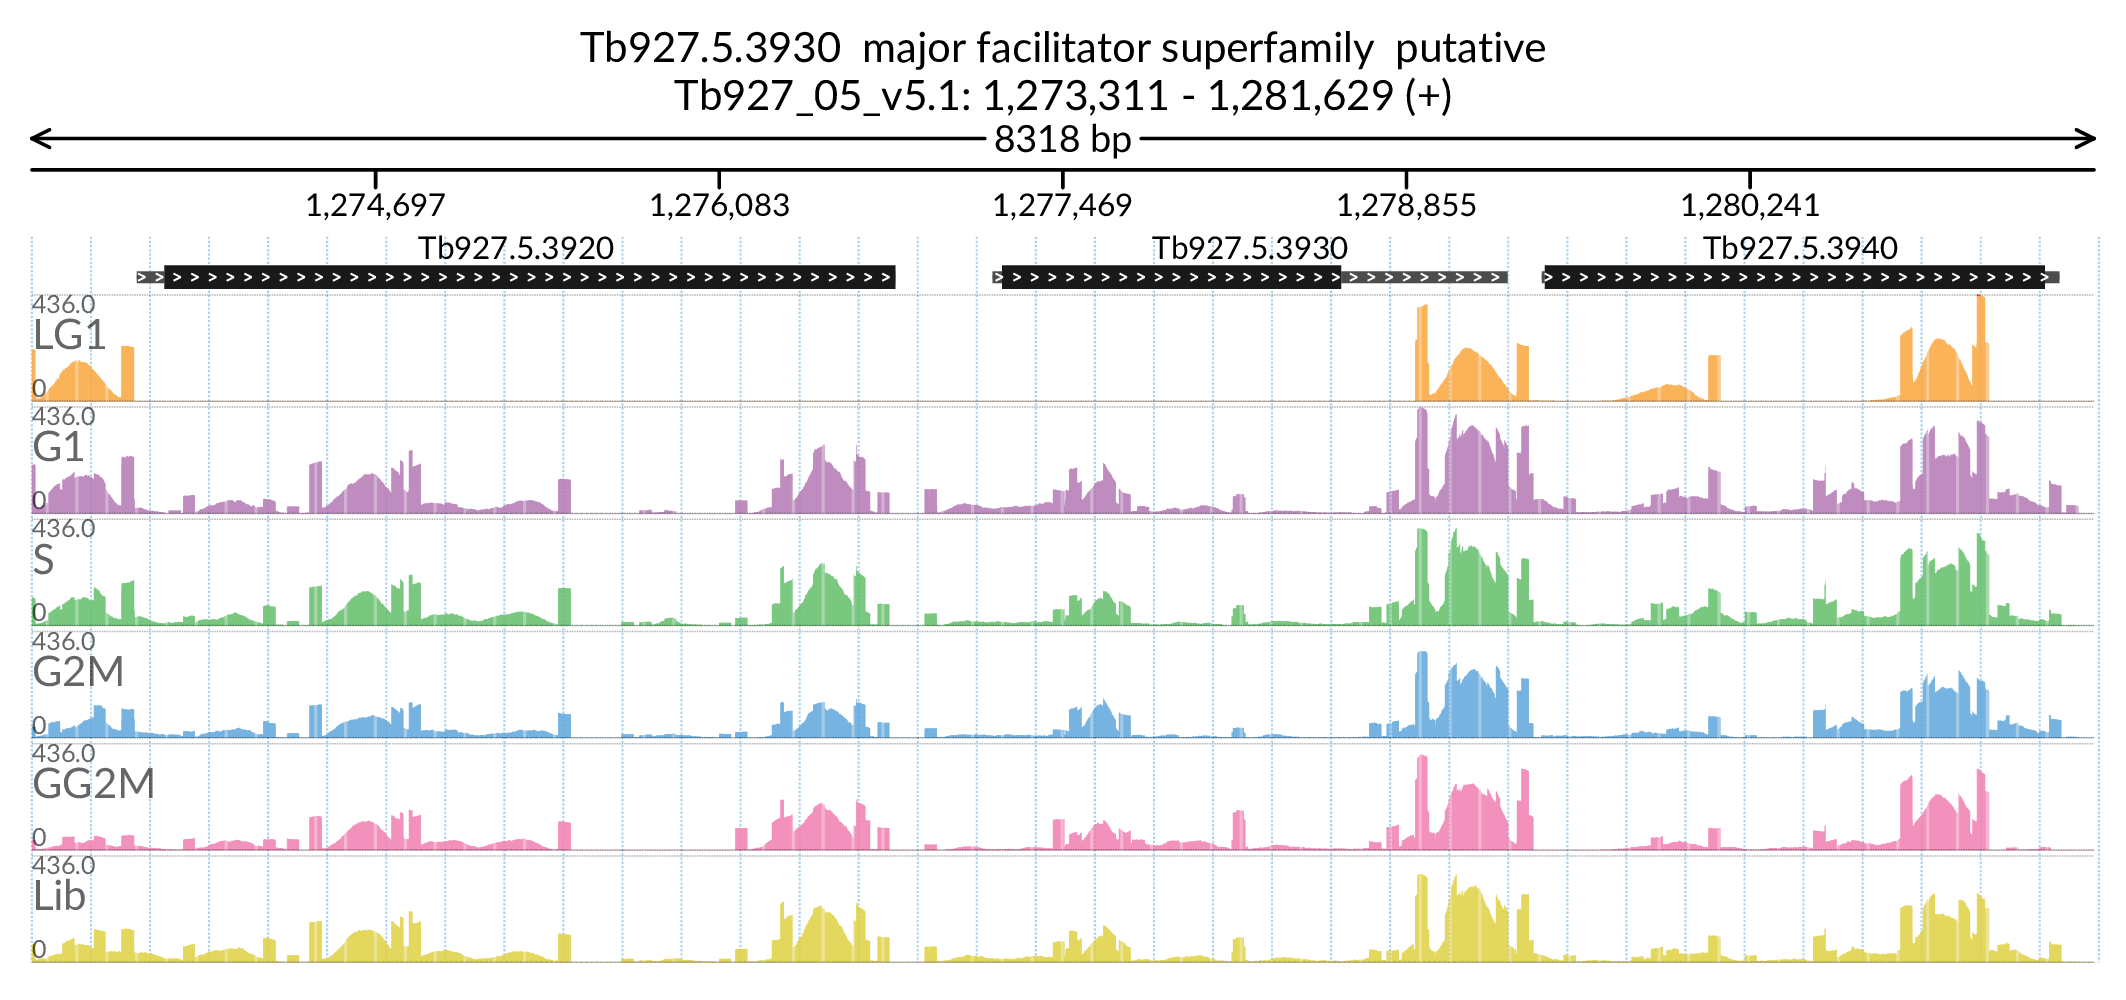 Tb927.5.3930 major facilitator superfamily putative
Tb927_05_v5.1: 1,273,311 - 1,281,629 (+)
8318 bp
1,274,697 1,276,083 1,277,469 1,278,855 1,280,241
Tb927.5.3920 Tb927.5.3930 Tb927.5.3940
436.0
LG1
0
436.0
G1
0
436.0
S
0
436.0
G2M
0
436.0
GG2M
0
436.0
Lib
0